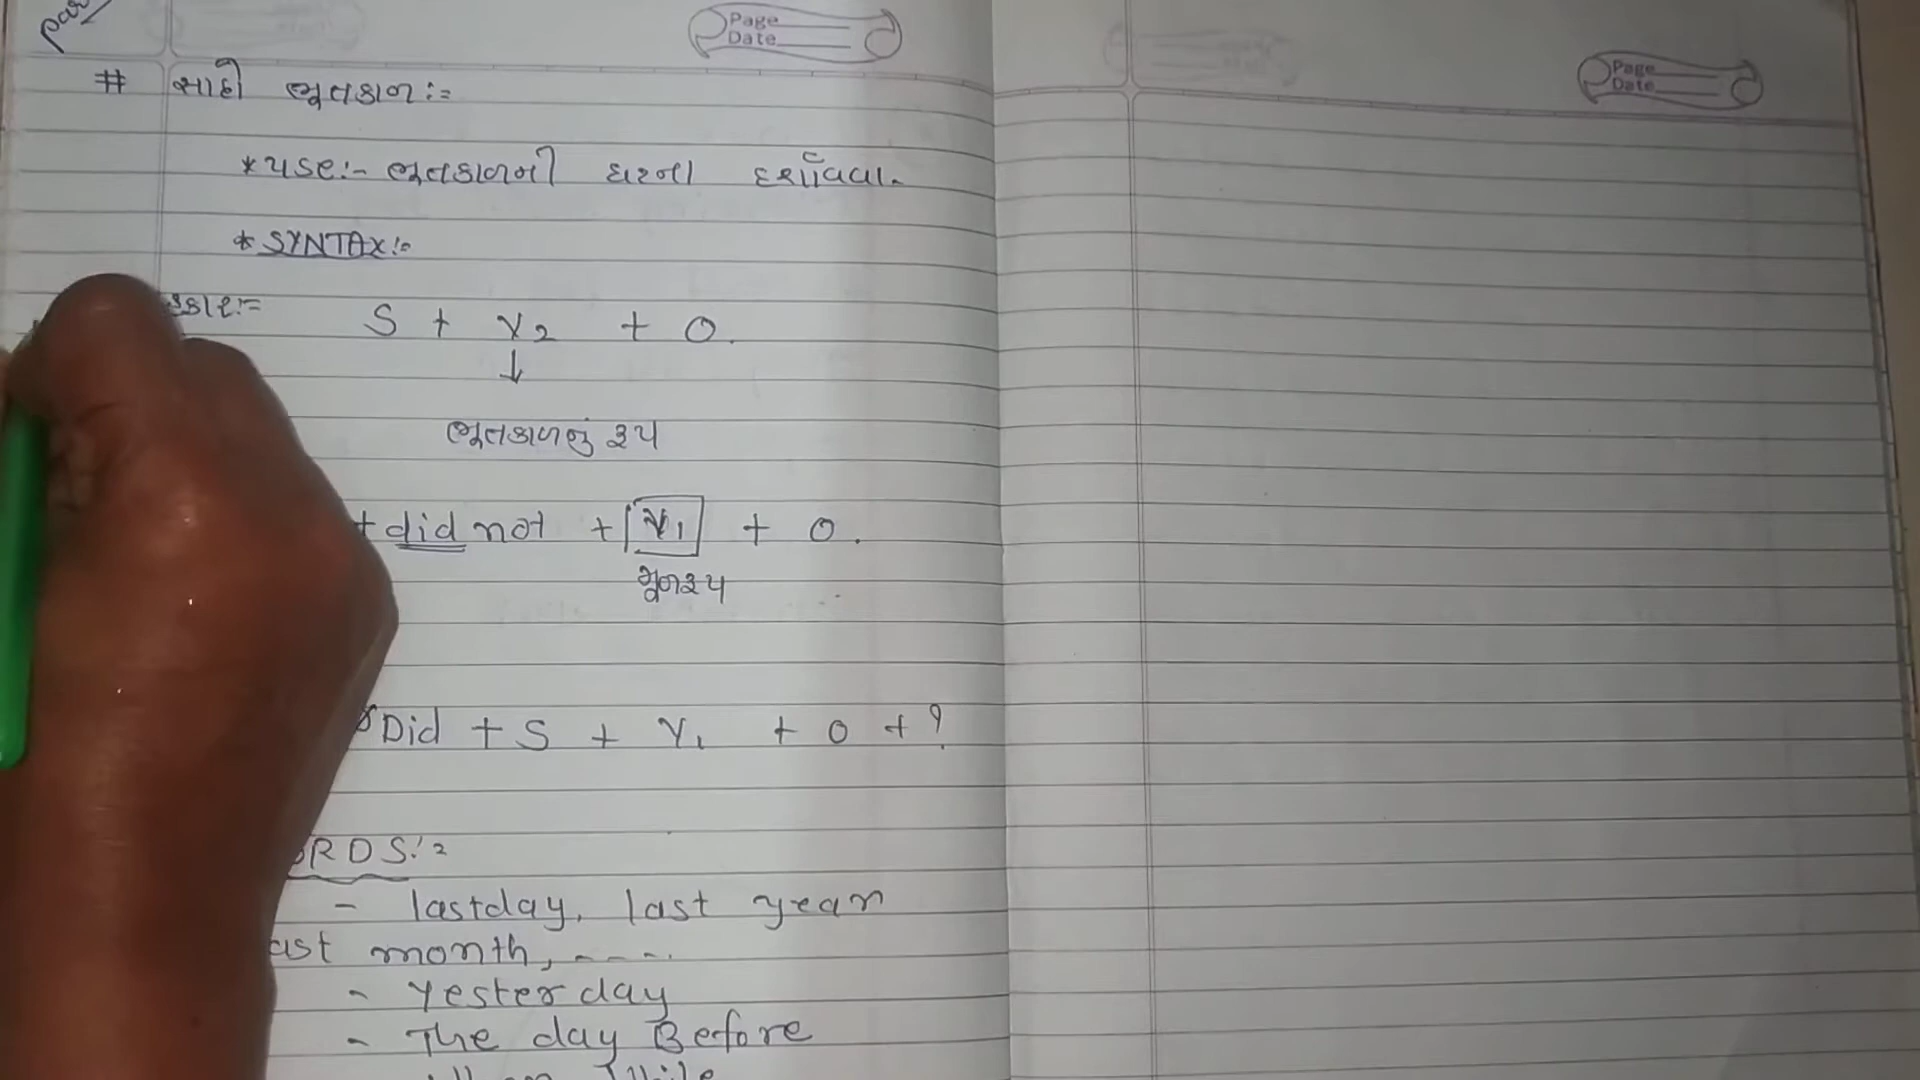 Page
Date
Page
Date
# સાદો ભૂતકાળ :-
* ભૂતકાળની ઘટના દર્શાવવા.
* SYNTAX :-
S + V2 + O.
↓
ભૂતકાળનું રૂપ
+ did not + V1 + O.
મૂળરૂપ
Did + S + V1 + O + ?
RDS :-
- lastday, last year
ast month, ----.
- Yesterday
- The day Before